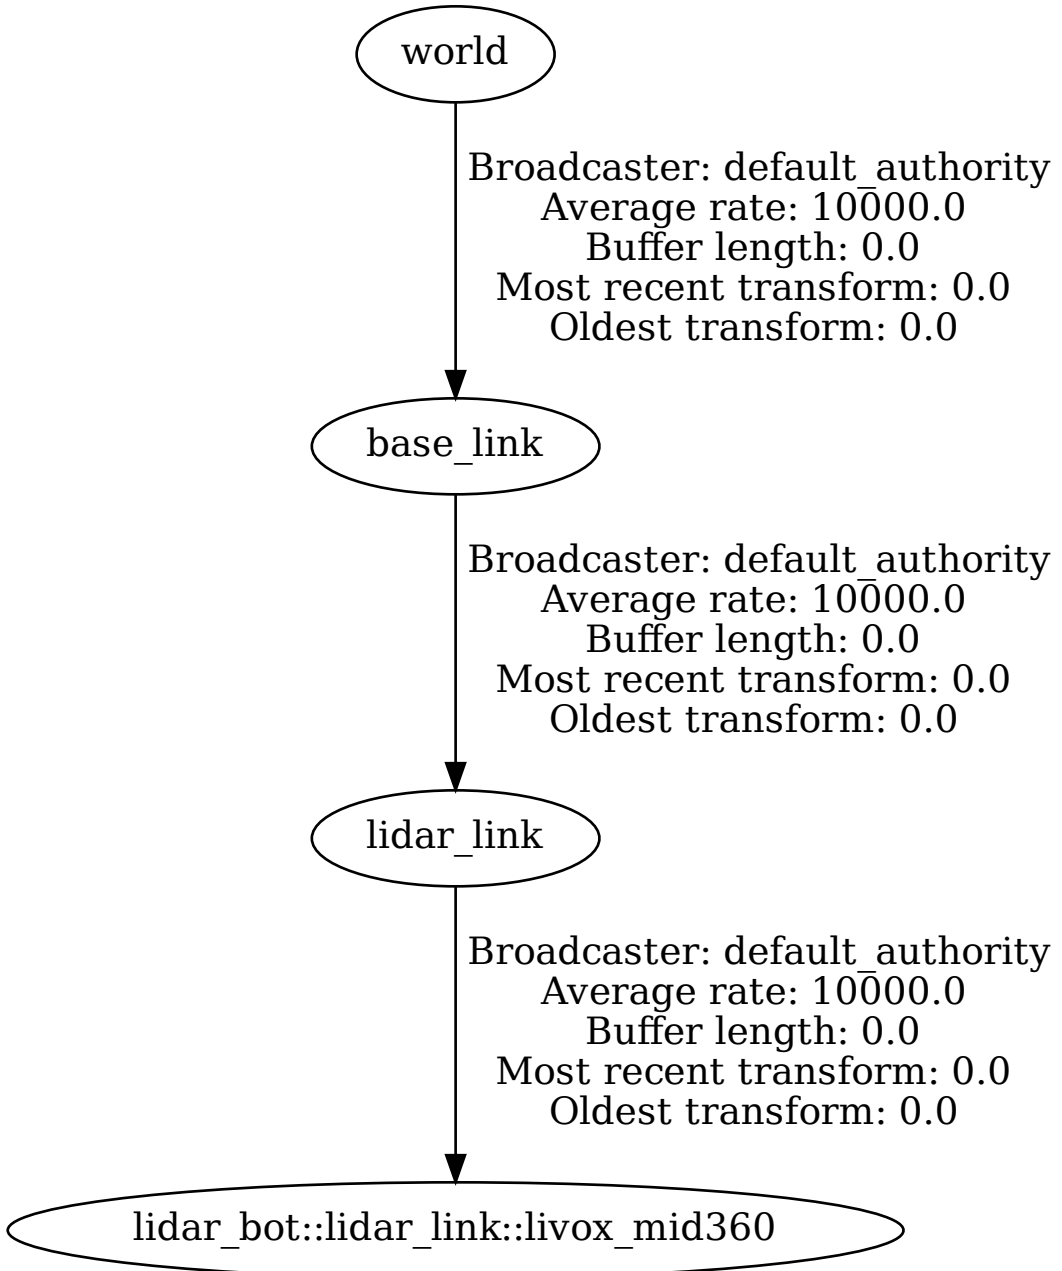 world
Broadcaster: default_authority
Average rate: 10000.0
Buffer length: 0.0
Most recent transform: 0.0
Oldest transform: 0.0
base_link
Broadcaster: default_authority
Average rate: 10000.0
Buffer length: 0.0
Most recent transform: 0.0
Oldest transform: 0.0
lidar_link
Broadcaster: default_authority
Average rate: 10000.0
Buffer length: 0.0
Most recent transform: 0.0
Oldest transform: 0.0
lidar_bot::lidar_link::livox_mid360